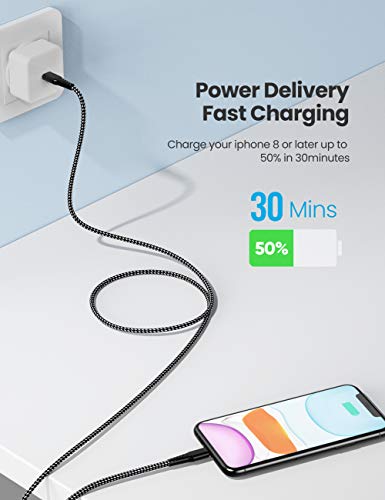 Power Delivery
Fast Charging
Charge your iphone 8 or later up to
50% in 30minutes
30 Mins
50%